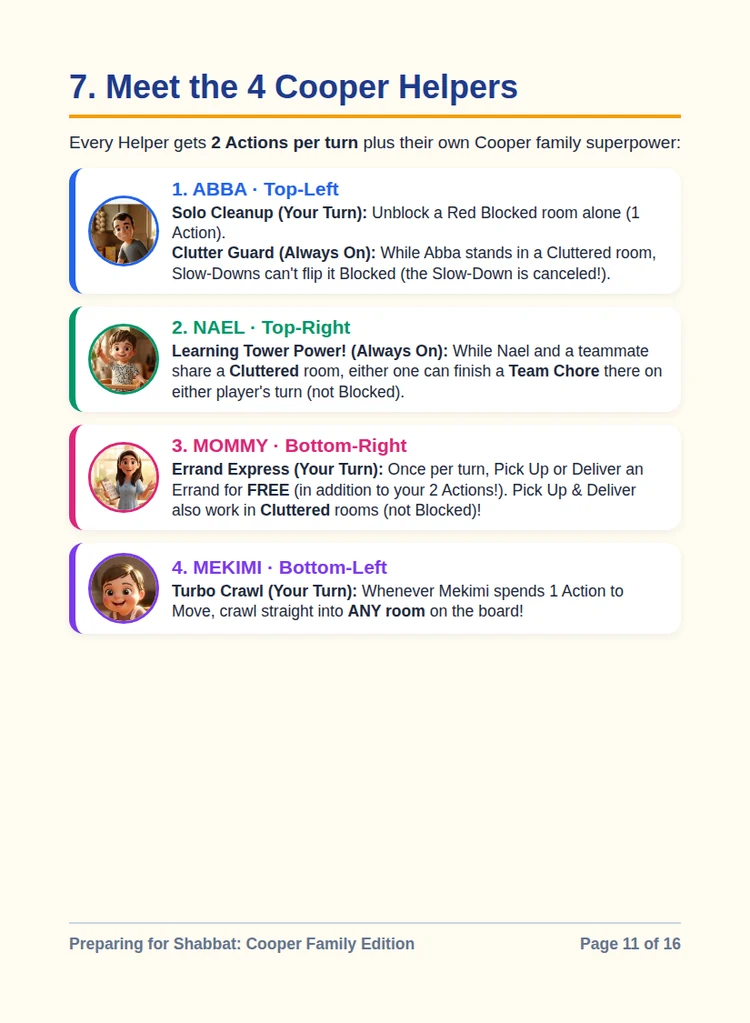 7. Meet the 4 Cooper Helpers
Every Helper gets 2 Actions per turn plus their own Cooper family superpower:
1. ABBA · Top-Left
Solo Cleanup (Your Turn): Unblock a Red Blocked room alone (1
Action).
Clutter Guard (Always On): While Abba stands in a Cluttered room,
Slow-Downs can't flip it Blocked (the Slow-Down is canceled!).
2. NAEL · Top-Right
Learning Tower Power! (Always On): While Nael and a teammate
share a Cluttered room, either one can finish a Team Chore there on
either player's turn (not Blocked).
3. MOMMY · Bottom-Right
Errand Express (Your Turn): Once per turn, Pick Up or Deliver an
Errand for FREE (in addition to your 2 Actions!). Pick Up & Deliver
also work in Cluttered rooms (not Blocked)!
4. MEKIMI · Bottom-Left
Turbo Crawl (Your Turn): Whenever Mekimi spends 1 Action to
Move, crawl straight into ANY room on the board!
Preparing for Shabbat: Cooper Family Edition
Page 11 of 16